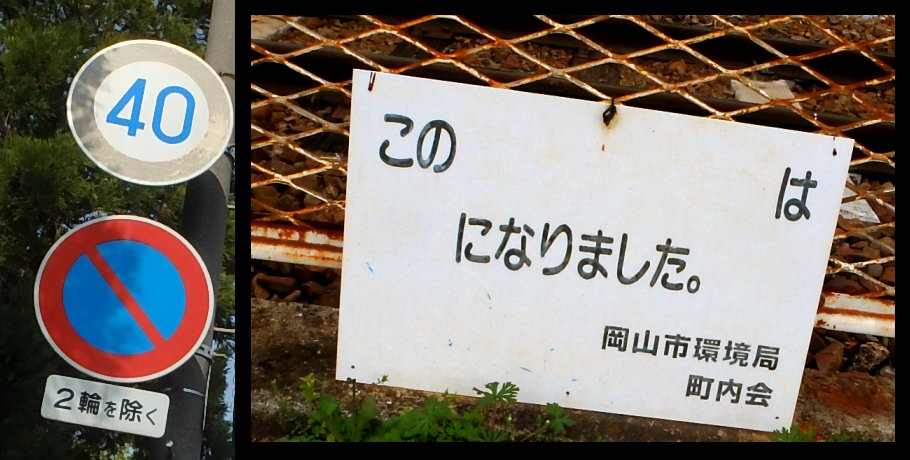 40
2輪を除く
この
は
になりました。
岡山市環境局
町内会